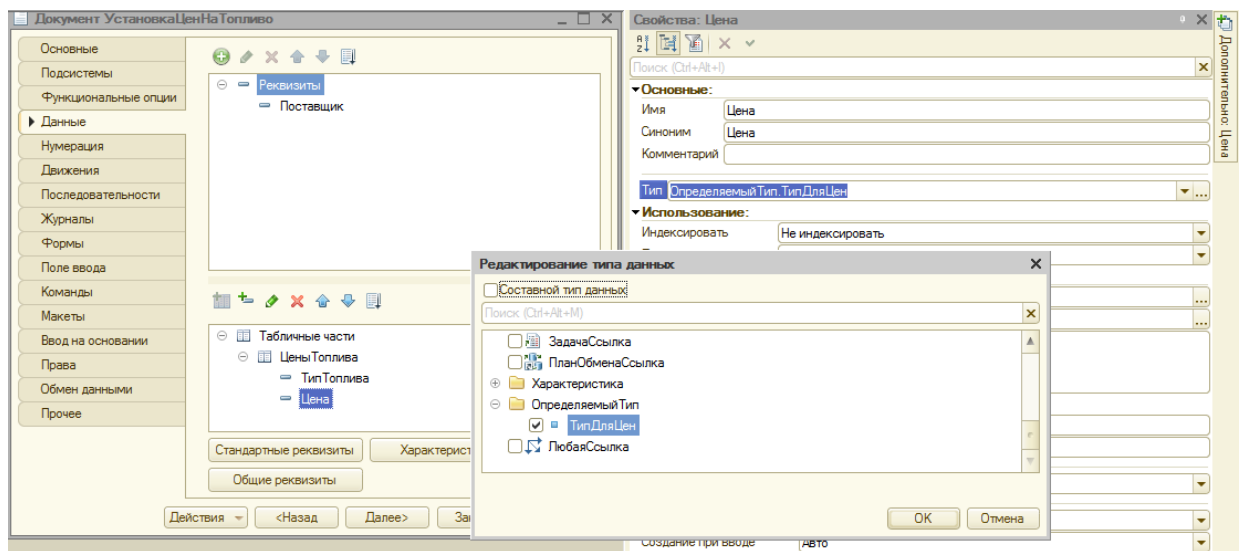 Документ УстановкаЦенНаТопливо
Основные
Подсистемы
Функциональные опции
Данные
Нумерация
Движения
Последовательности
Журналы
Формы
Поле ввода
Команды
Макеты
Ввод на основании
Права
Обмен данными
Прочее
Реквизиты
Поставщик
Табличные части
ЦеныТоплива
ТипТоплива
Цена
Стандартные реквизиты
Характерист
Общие реквизиты
Действия
<Назад
Далее>
За
Свойства: Цена
Поиск (Ctrl+Alt+I)
Основные:
Имя Цена
Синоним Цена
Комментарий
Тип ОпределяемыйТип.ТипДляЦен
Использование:
Индексировать Не индексировать
Редактирование типа данных
Составной тип данных
Поиск (Ctrl+Alt+M)
ЗадачаСсылка
ПланОбменаСсылка
Характеристика
ОпределяемыйТип
ТипДляЦен
ЛюбаяСсылка
OK
Отмена
Создание при вводе Авто
Дополнительно: Цена